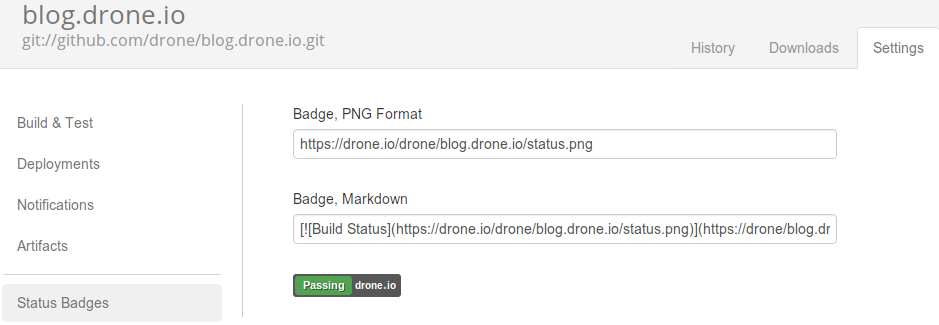 blog.drone.io
git://github.com/drone/blog.drone.io.git
History
Downloads
Settings
Build & Test
Deployments
Notifications
Artifacts
Status Badges
Badge, PNG Format
https://drone.io/drone/blog.drone.io/status.png
Badge, Markdown
[![Build Status](https://drone.io/drone/blog.drone.io/status.png)](https://drone/blog.dr
Passing drone.io